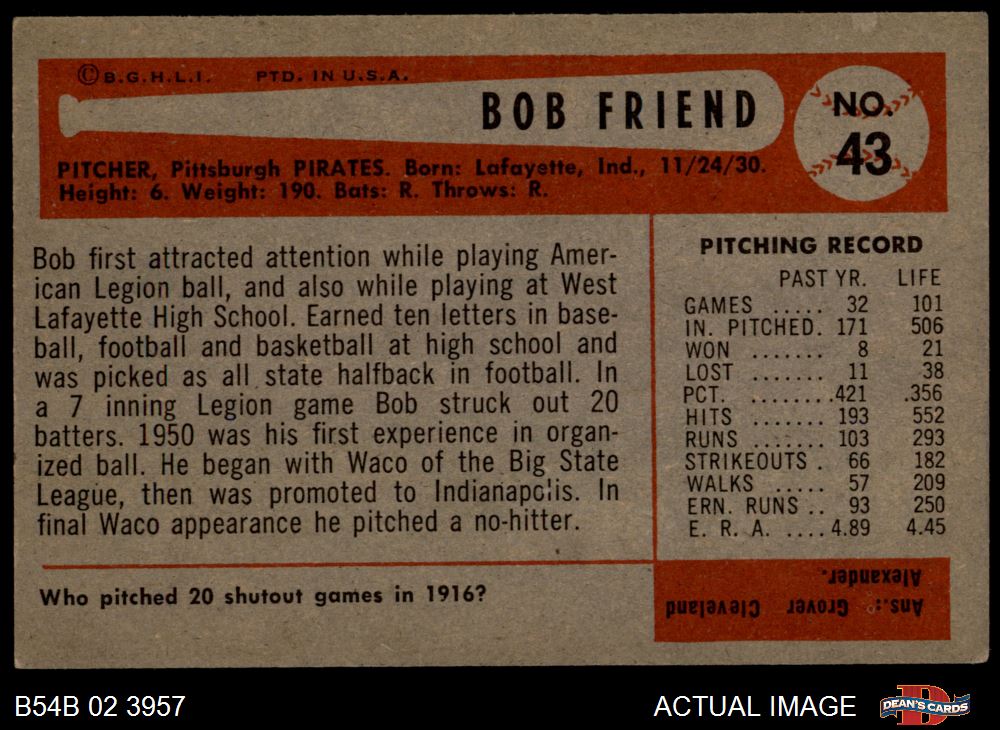 ©B.G.H.L.I. PTD. IN U.S.A.
BOB FRIEND
NO.
43
PITCHER, Pittsburgh PIRATES. Born: Lafayette, Ind., 11/24/30.
Height: 6. Weight: 190. Bats: R. Throws: R.
Bob first attracted attention while playing Amer-
ican Legion ball, and also while playing at West
Lafayette High School. Earned ten letters in base-
ball, football and basketball at high school and
was picked as all state halfback in football. In
a 7 inning Legion game Bob struck out 20
batters. 1950 was his first experience in organ-
ized ball. He began with Waco of the Big State
League, then was promoted to Indianapolis. In
final Waco appearance he pitched a no-hitter.
PITCHING RECORD
PAST YR. LIFE
GAMES ..... 32 101
IN. PITCHED. 171 506
WON ....... 8 21
LOST ....... 11 38
PCT. ........421 .356
HITS ....... 193 552
RUNS ....... 103 293
STRIKEOUTS . 66 182
WALKS ..... 57 209
ERN. RUNS .. 93 250
E. R. A. ....4.89 4.45
Who pitched 20 shutout games in 1916?
Ans.: Grover Cleveland
Alexander.
B54B 02 3957
ACTUAL IMAGE
D
DEAN'S CARDS